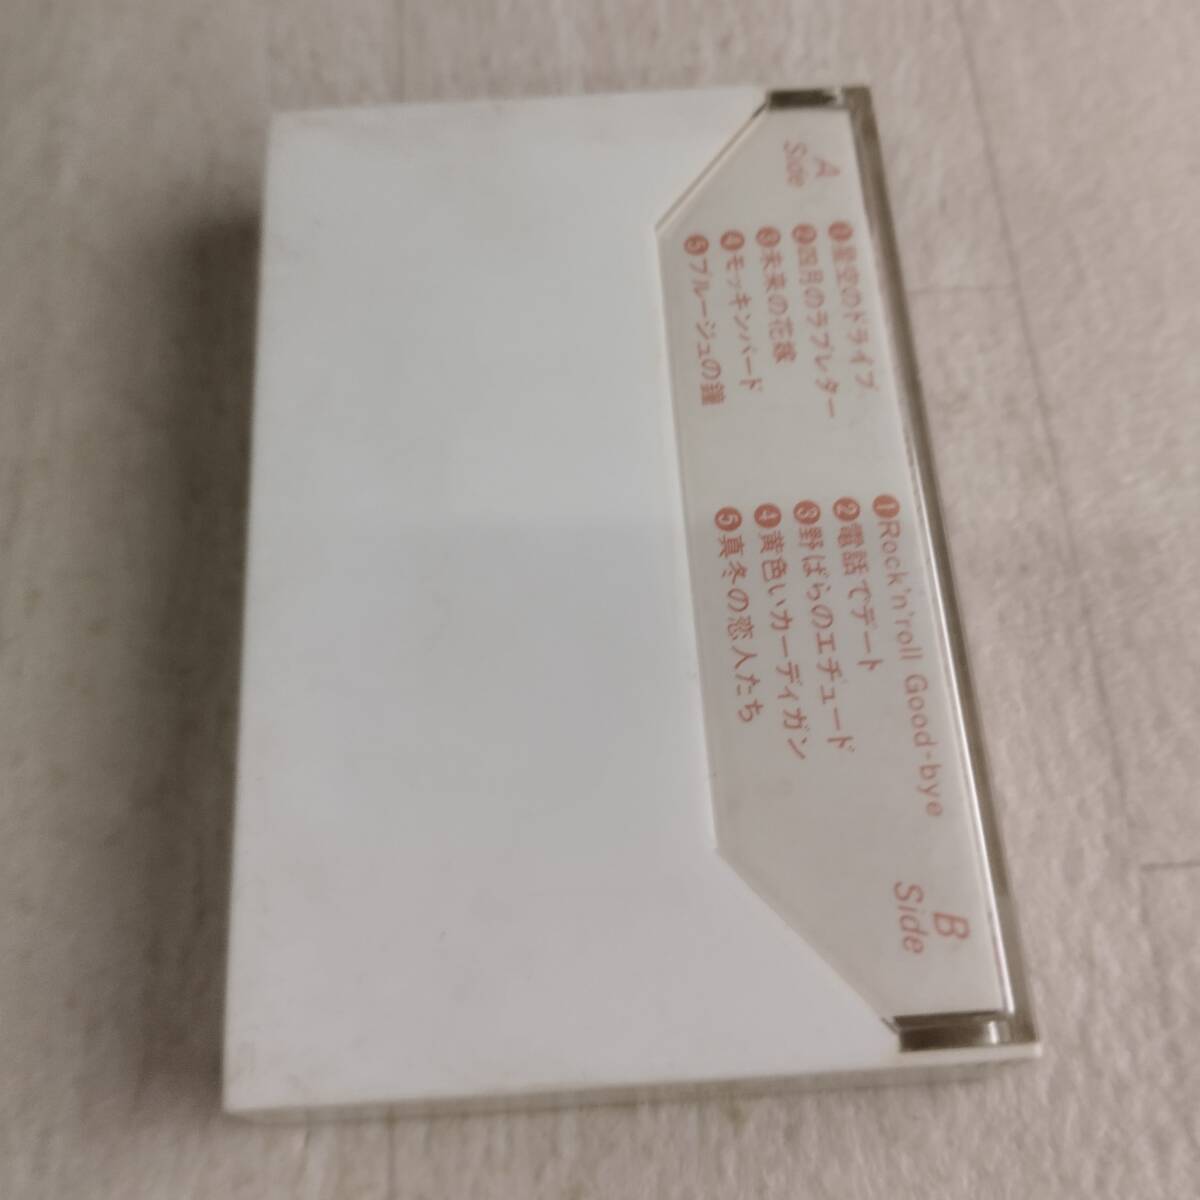 A
Side
❶星空のドライブ
❷四月のラブレター
❸未来の花嫁
❹モッキンバード
❺ブルージュの鐘
❶Rock'n'roll Good-bye
❷電話でデート
❸野ばらのエチュード
❹黄色いカーディガン
❺真冬の恋人たち
B
Side